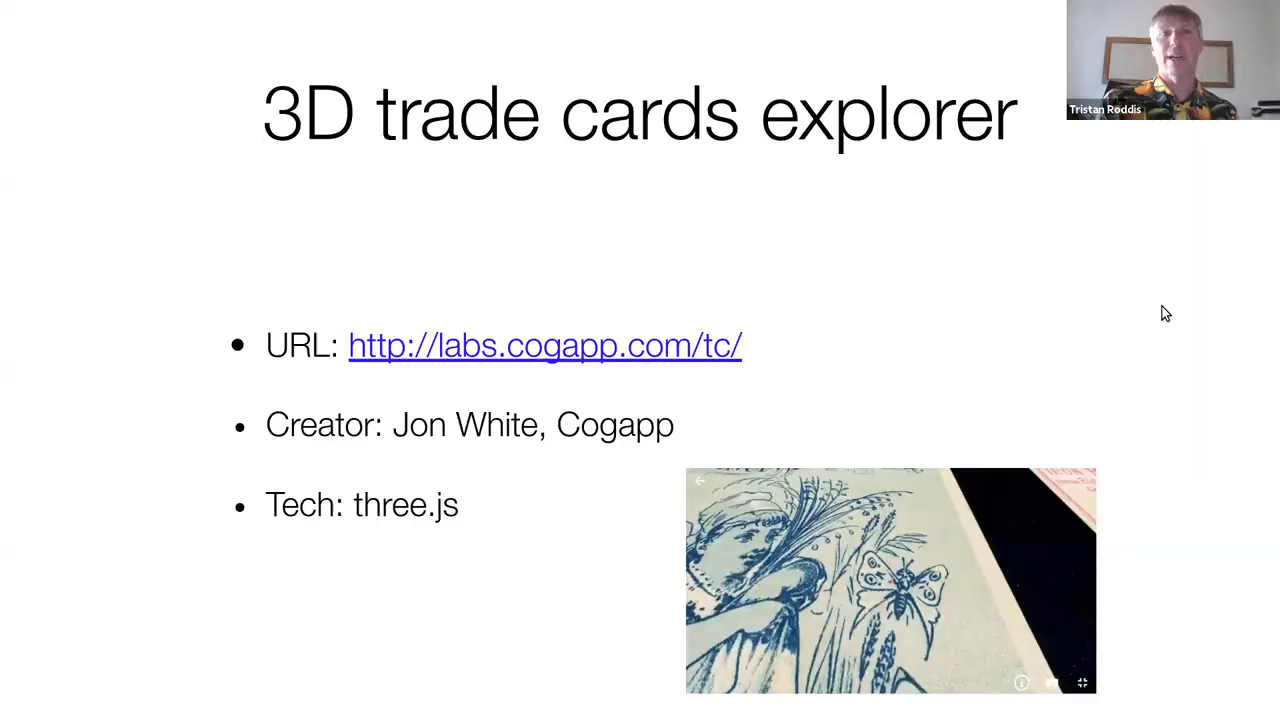 3D trade cards explorer
Tristan Roddis
• URL: http://labs.cogapp.com/tc/
• Creator: Jon White, Cogapp
• Tech: three.js